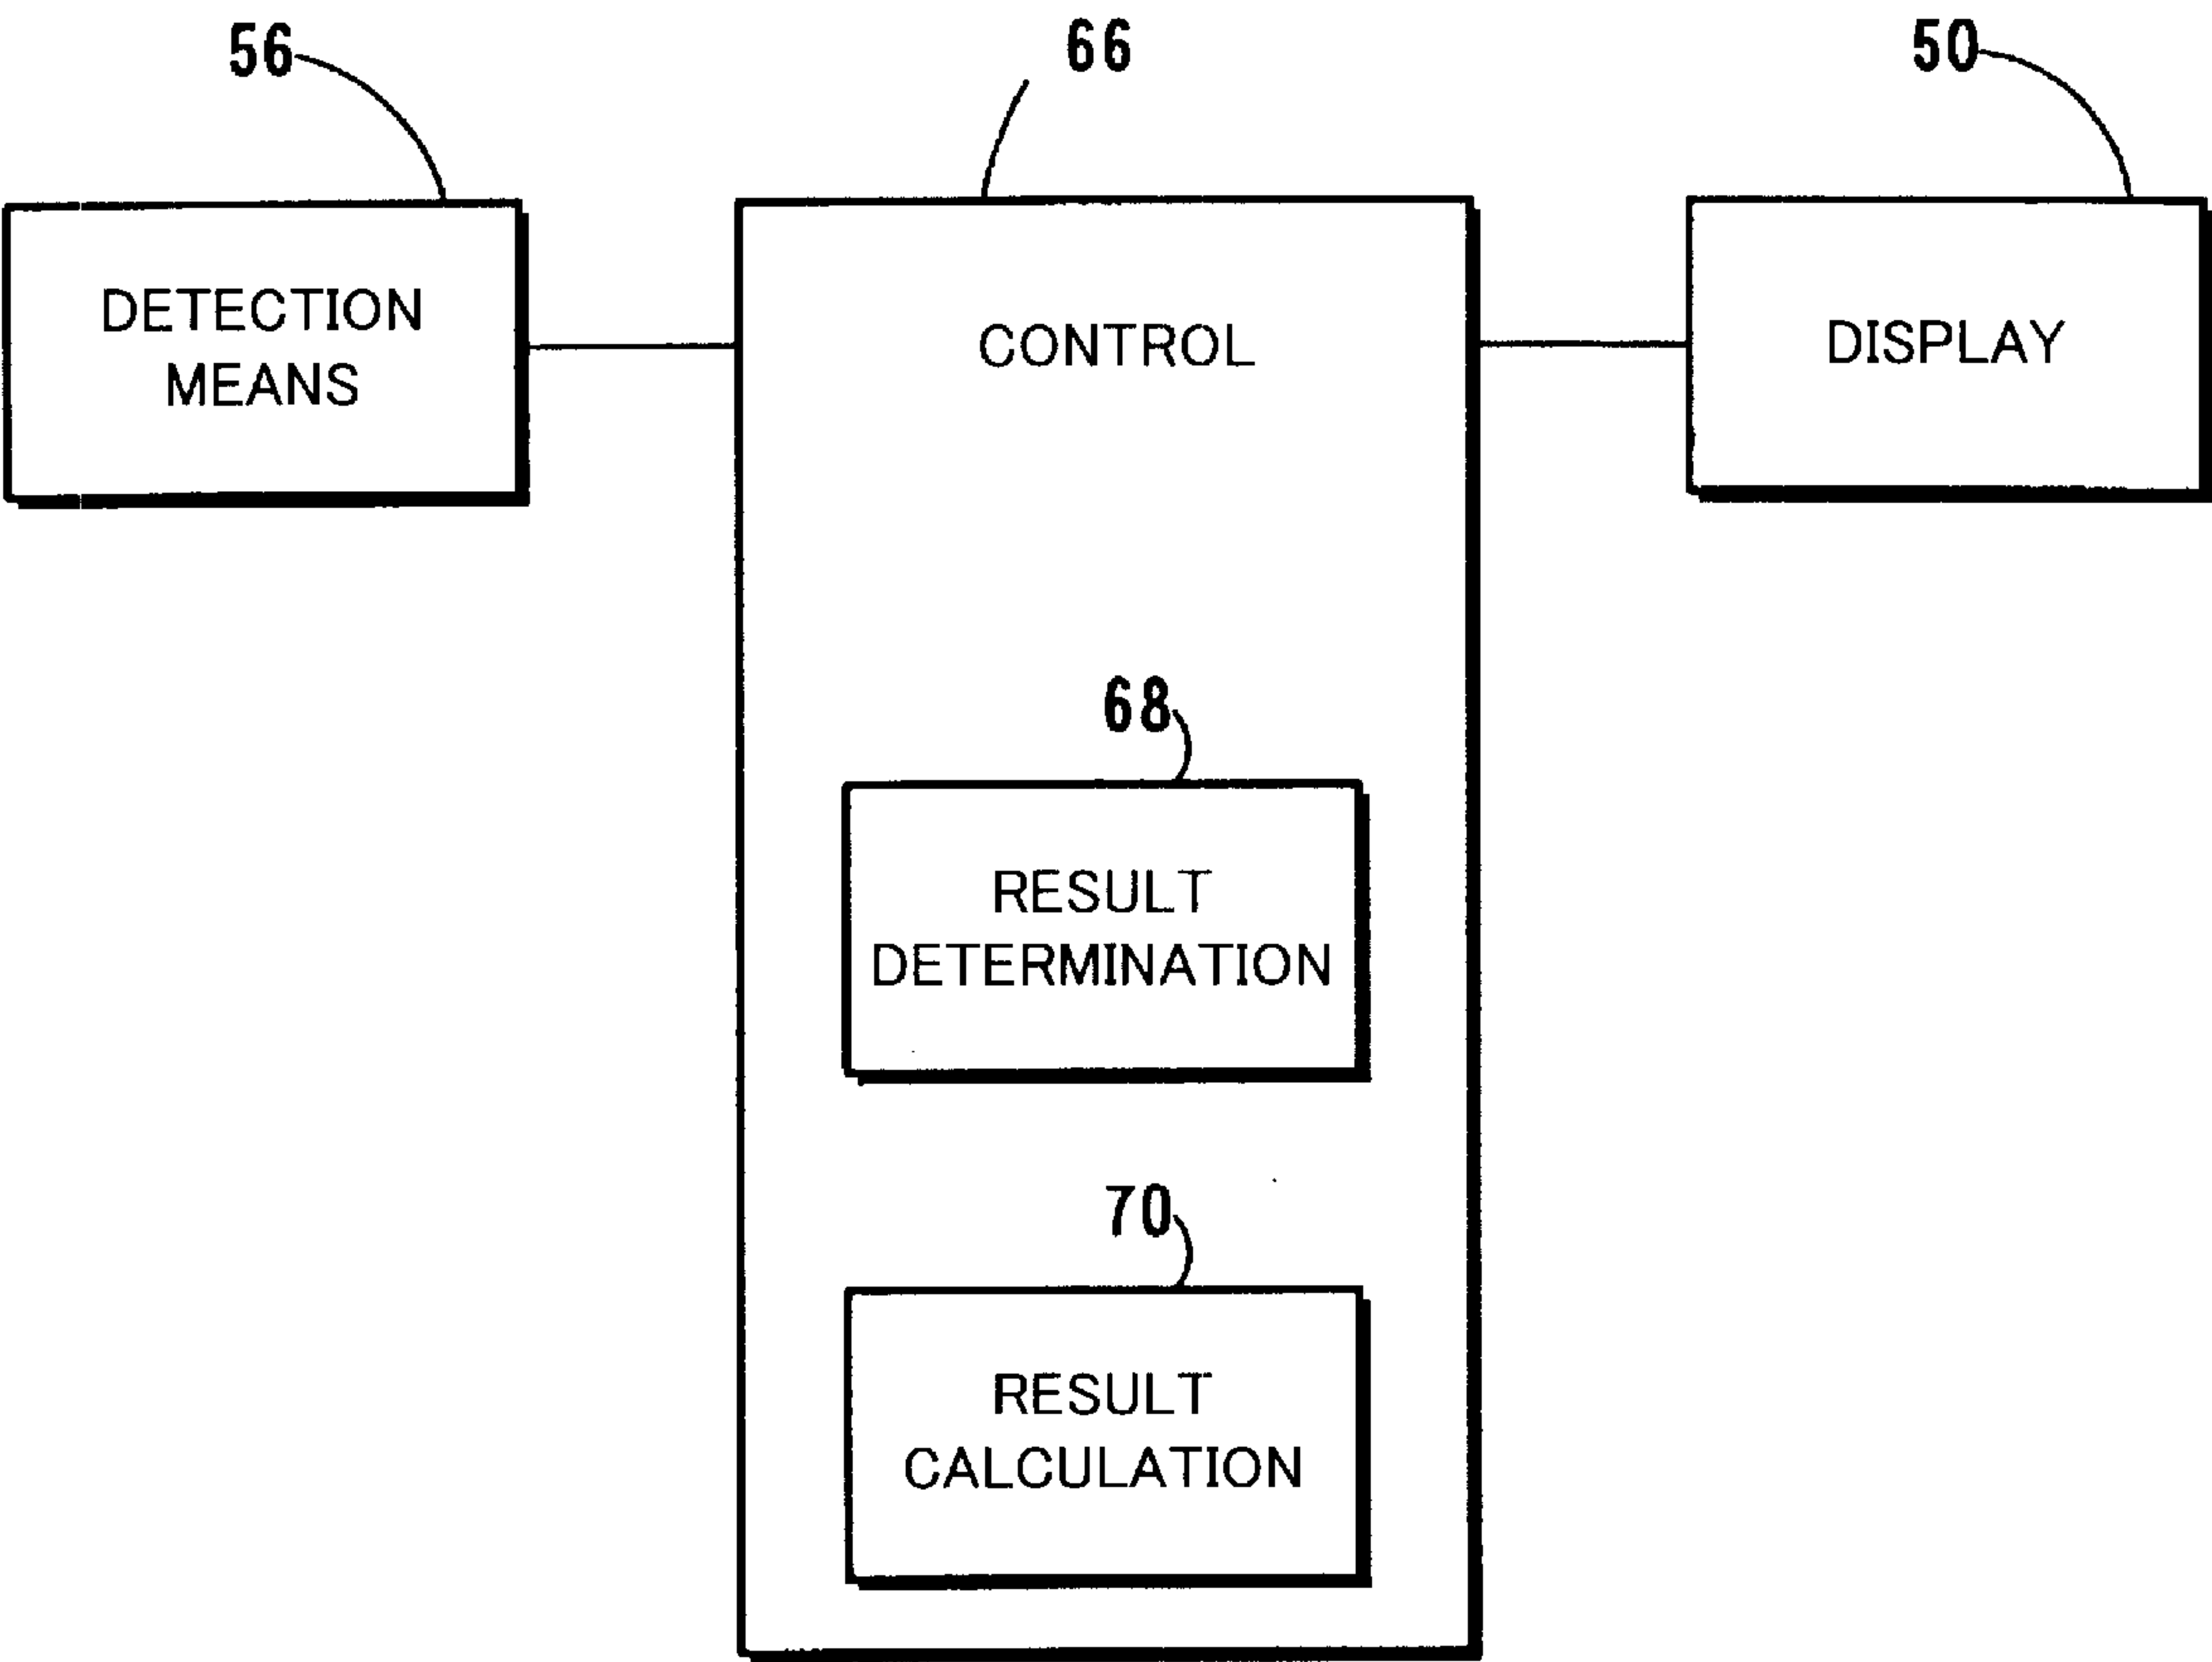 56
66
50
DETECTION
MEANS
CONTROL
DISPLAY
68
RESULT
DETERMINATION
70
RESULT
CALCULATION